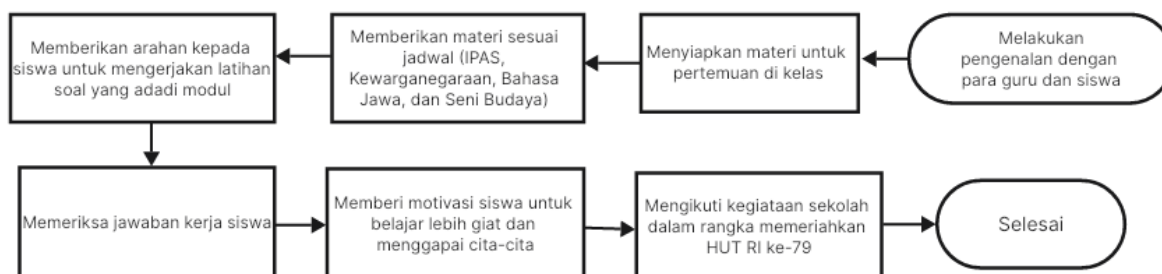 Melakukan
pengenalan dengan
para guru dan siswa
Menyiapkan materi untuk
pertemuan di kelas
Memberikan materi sesuai
jadwal (IPAS,
Kewarganegaraan, Bahasa
Jawa, dan Seni Budaya)
Memberikan arahan kepada
siswa untuk mengerjakan latihan
soal yang adadi modul
Memeriksa jawaban kerja siswa
Memberi motivasi siswa untuk
belajar lebih giat dan
menggapai cita-cita
Mengikuti kegiataan sekolah
dalam rangka memeriahkan
HUT RI ke-79
Selesai